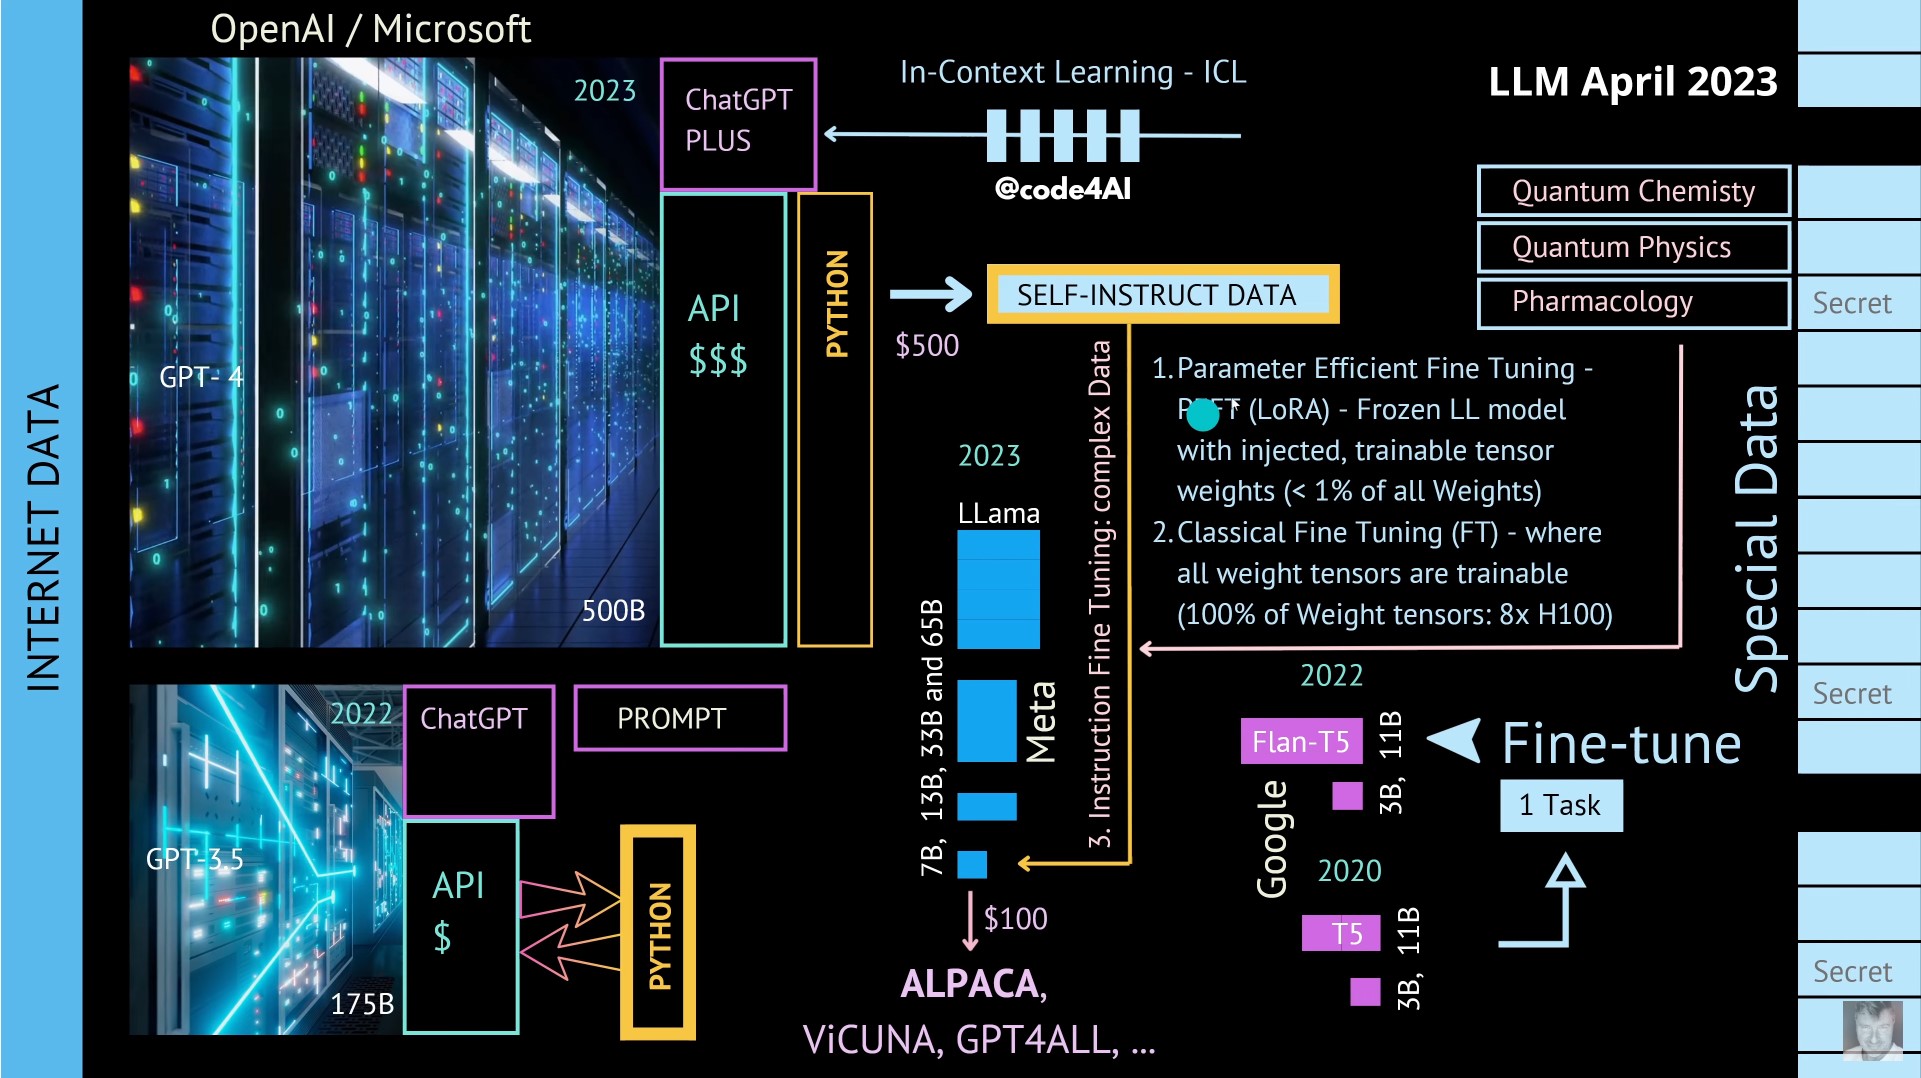 OpenAI / Microsoft
INTERNET DATA
2023
ChatGPT
PLUS
GPT- 4
500B
API
$$$
PYTHON
In-Context Learning - ICL
@code4AI
LLM April 2023
$500
SELF-INSTRUCT DATA
Quantum Chemisty
Quantum Physics
Pharmacology
Special Data
Secret
Secret
Secret
1. Parameter Efficient Fine Tuning -
(LoRA) - Frozen LL model
with injected, trainable tensor
weights (< 1% of all Weights)
2. Classical Fine Tuning (FT) - where
all weight tensors are trainable
(100% of Weight tensors: 8x H100)
3. Instruction Fine Tuning: complex Data
2023
LLama
7B, 13B, 33B and 65B
Meta
$100
ALPACA,
ViCUNA, GPT4ALL, ...
2022
ChatGPT
PROMPT
GPT-3.5
175B
API
$
PYTHON
2022
Flan-T5
3B, 11B
Google
2020
T5
3B, 11B
Fine-tune
1 Task